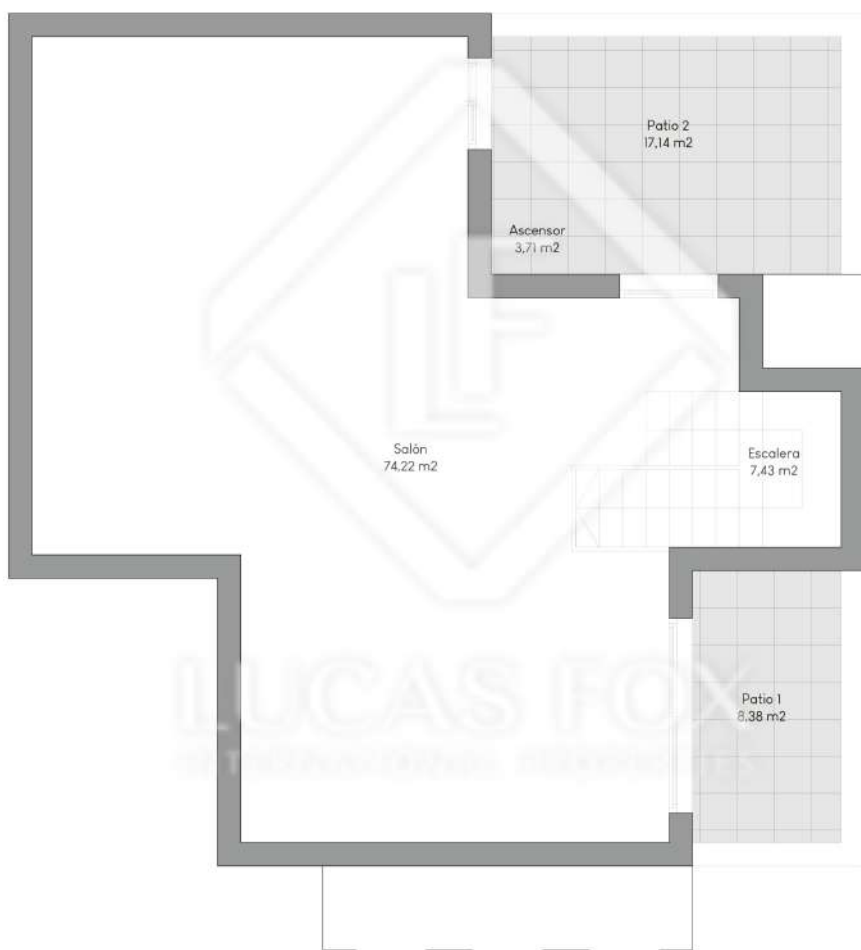 Patio 2
17,14 m2
Ascensor
3,71 m2
Salón
74,22 m2
Escalera
7,43 m2
LUCAS FOX
Patio 1
8,38 m2